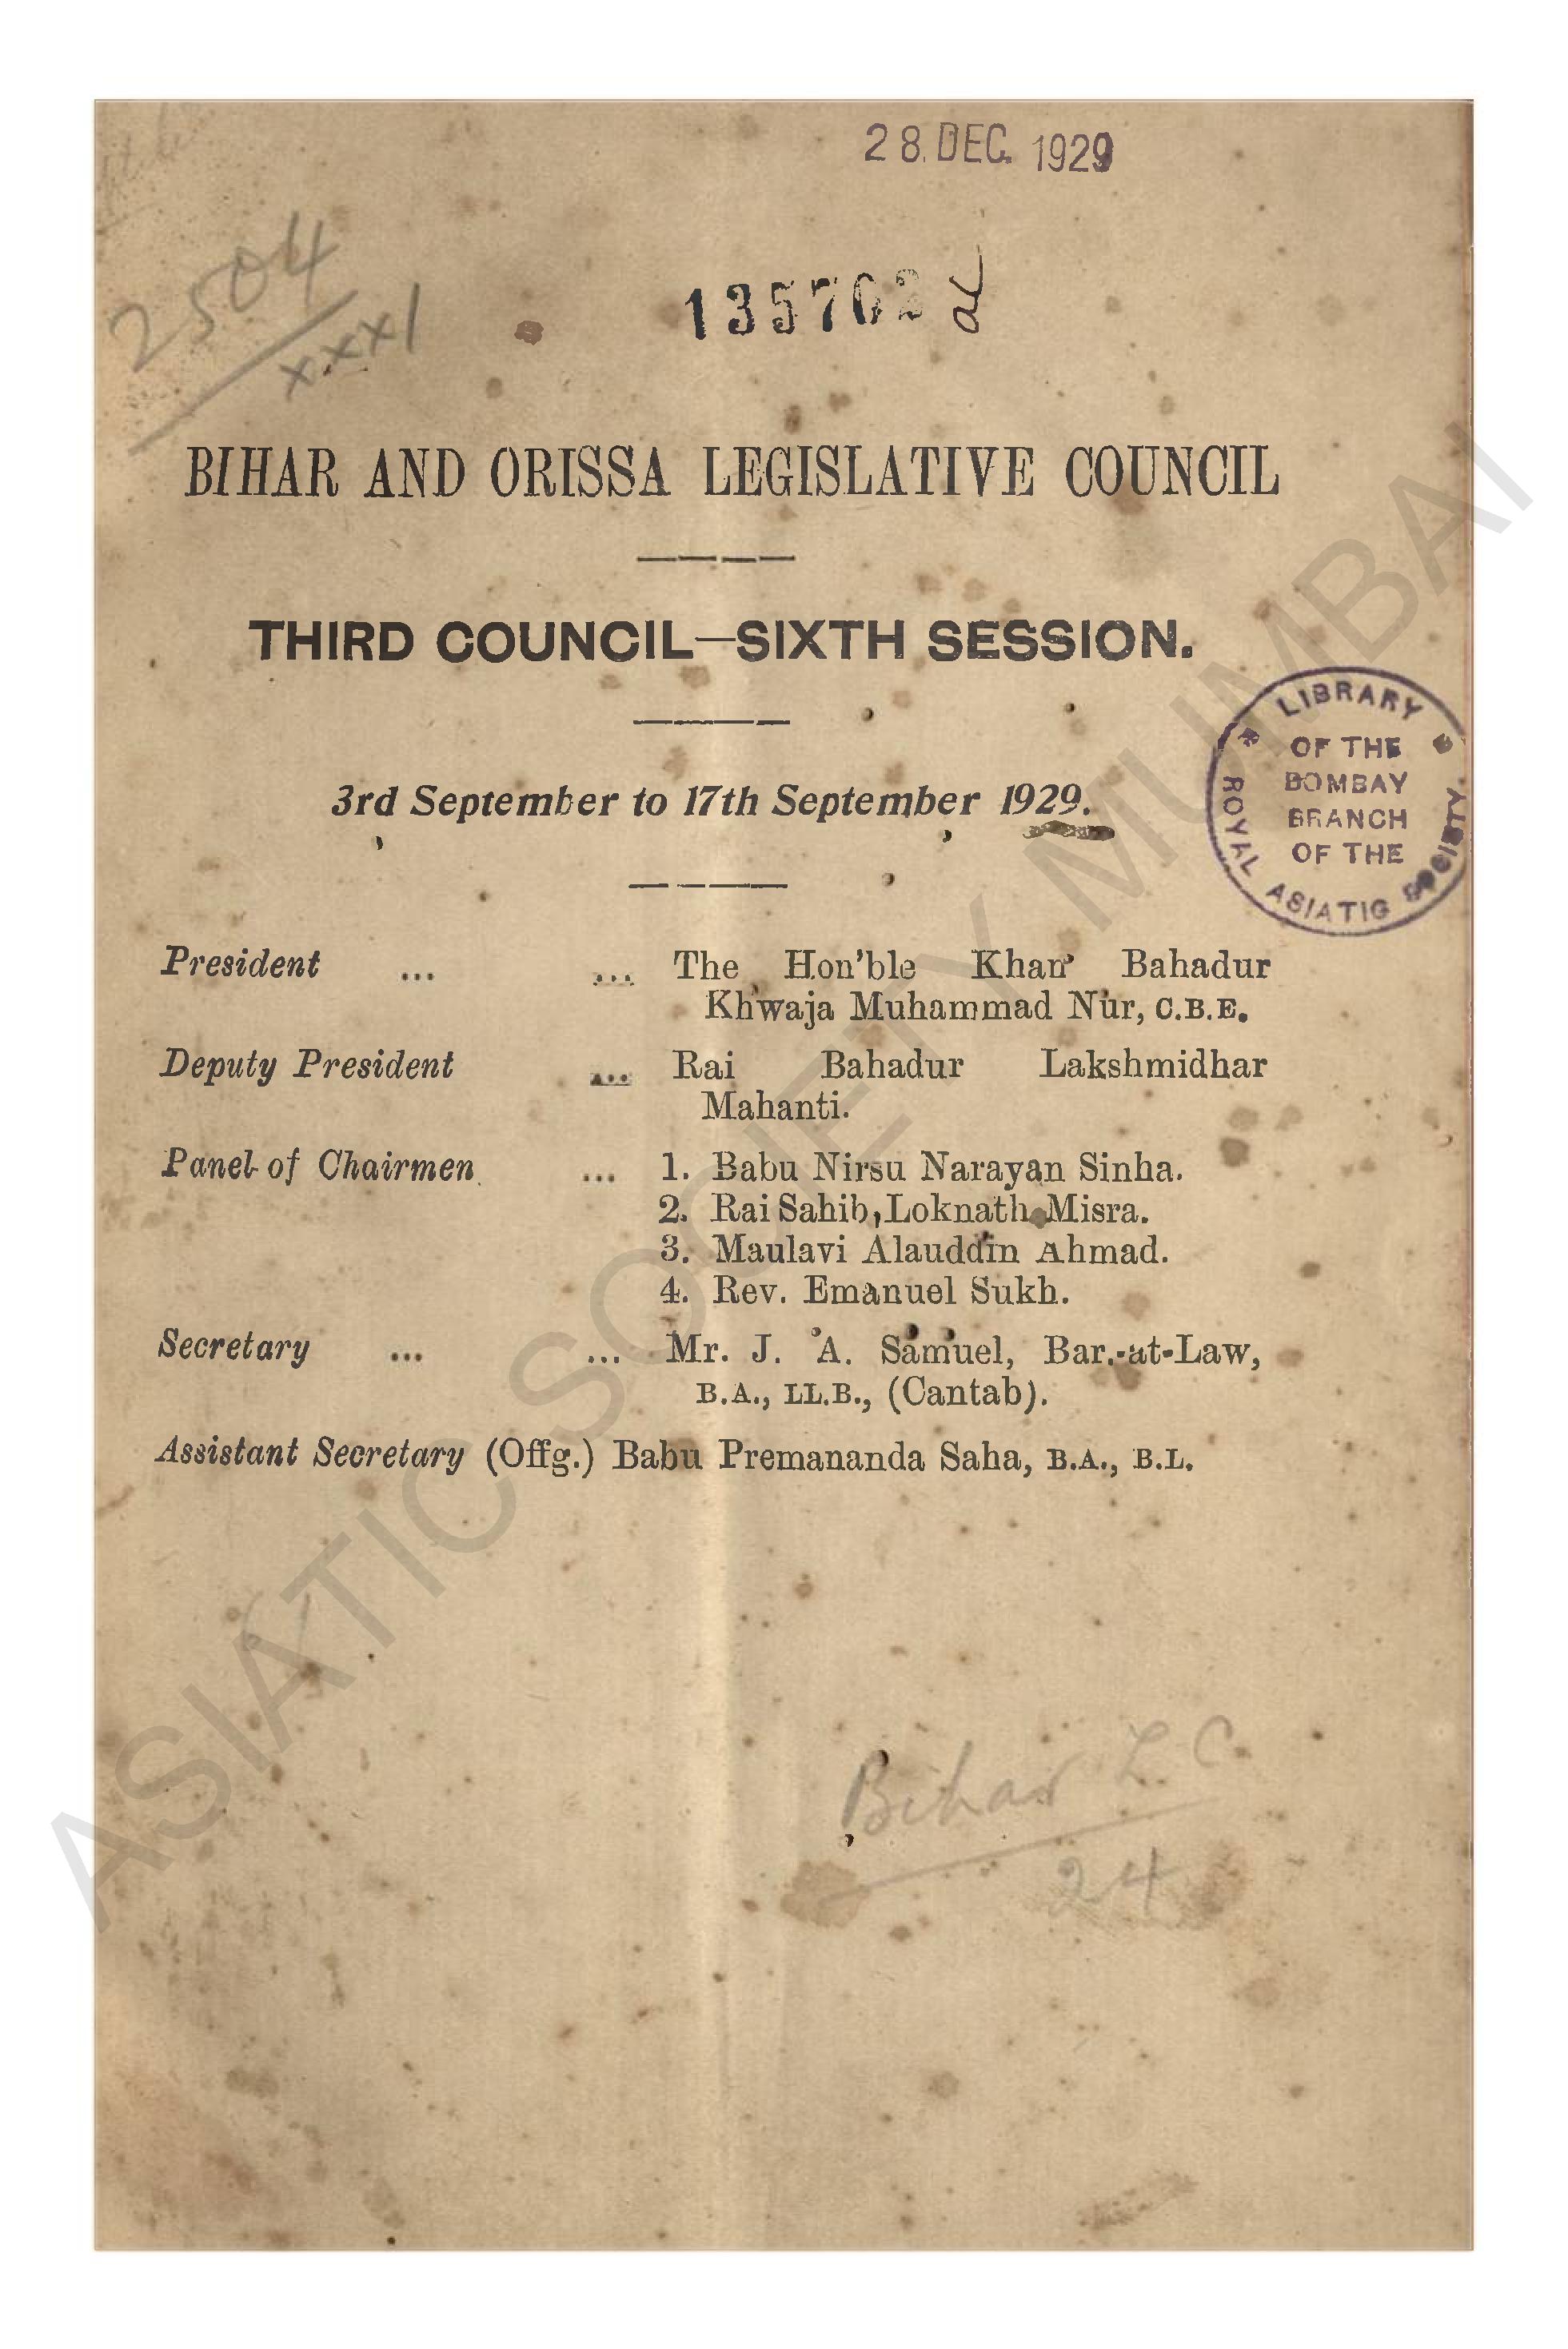 28. DEC. 1929
2504
xxx1
135702
BIHAR AND ORISSA LEGISLATIVE COUNCIL
THIRD COUNCIL—SIXTH SESSION.
3rd September to 17th September 1929.
LIBRARY
OF THE
BOMBAY
BRANCH
OF THE
ROYAL ASIATIC SOCIETY.
President ... ... The Hon'ble Khan Bahadur
Khwaja Muhammad Nur, C.B.E.
Deputy President ... Rai Bahadur Lakshmidhar
Mahanti.
Panel of Chairmen ... 1. Babu Nirsu Narayan Sinha.
2. Rai Sahib Loknath Misra.
3. Maulavi Alauddin Ahmad.
4. Rev. Emanuel Sukh.
Secretary ... ... Mr. J. A. Samuel, Bar.-at-Law,
B.A., LL.B., (Cantab).
Assistant Secretary (Offg.) Babu Premananda Saha, B.A., B.L.
Bihar L. C.
24
ASIATIC SOCIETY MUMBAI